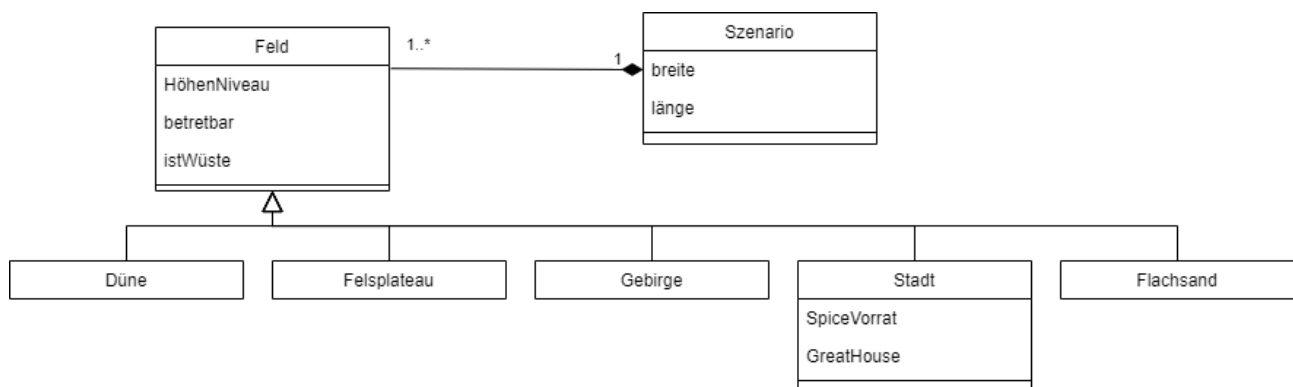 Feld
HöhenNiveau
betretbar
istWüste
1..*
1
Szenario
breite
länge
Düne
Felsplateau
Gebirge
Stadt
SpiceVorrat
GreatHouse
Flachsand